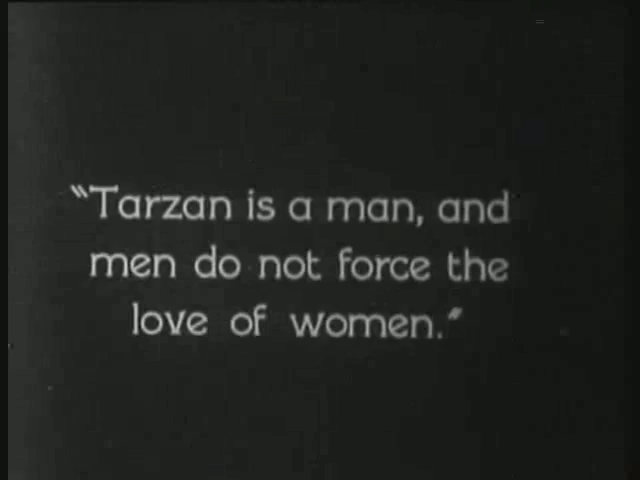 "Tarzan is a man, and
men do not force the
love of women."